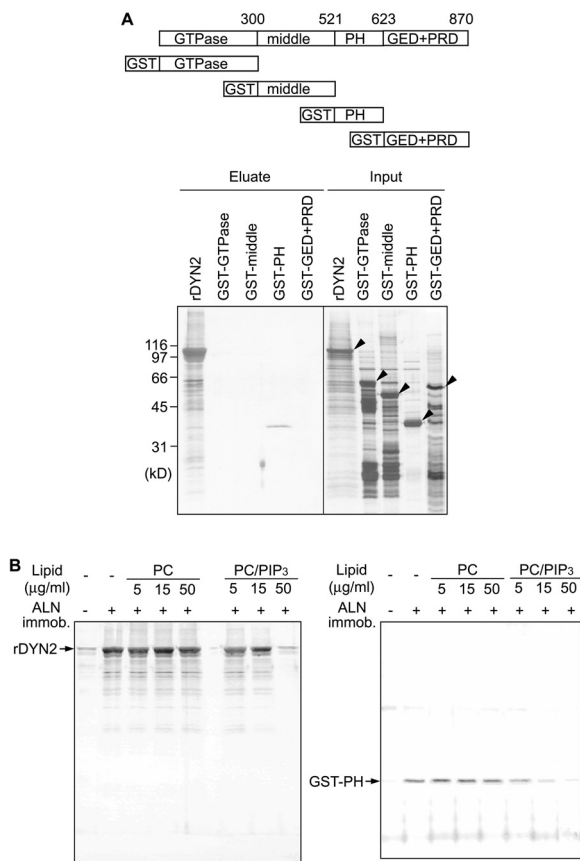 A
300 521 623 870
GTPase middle PH GED+PRD
GST GTPase
GST middle
GST PH
GST GED+PRD
Eluate Input
rDYN2 GST-GTPase GST-middle GST-PH GST-GED+PRD rDYN2 GST-GTPase GST-middle GST-PH GST-GED+PRD
116
97
66
45
31
(kD)
B
Lipid - - PC PC/PIP3
(μg/ml) 5 15 50 5 15 50
ALN immob. - + + + + + + +
rDYN2
Lipid - - PC PC/PIP3
(μg/ml) 5 15 50 5 15 50
ALN immob. - + + + + + + +
GST-PH